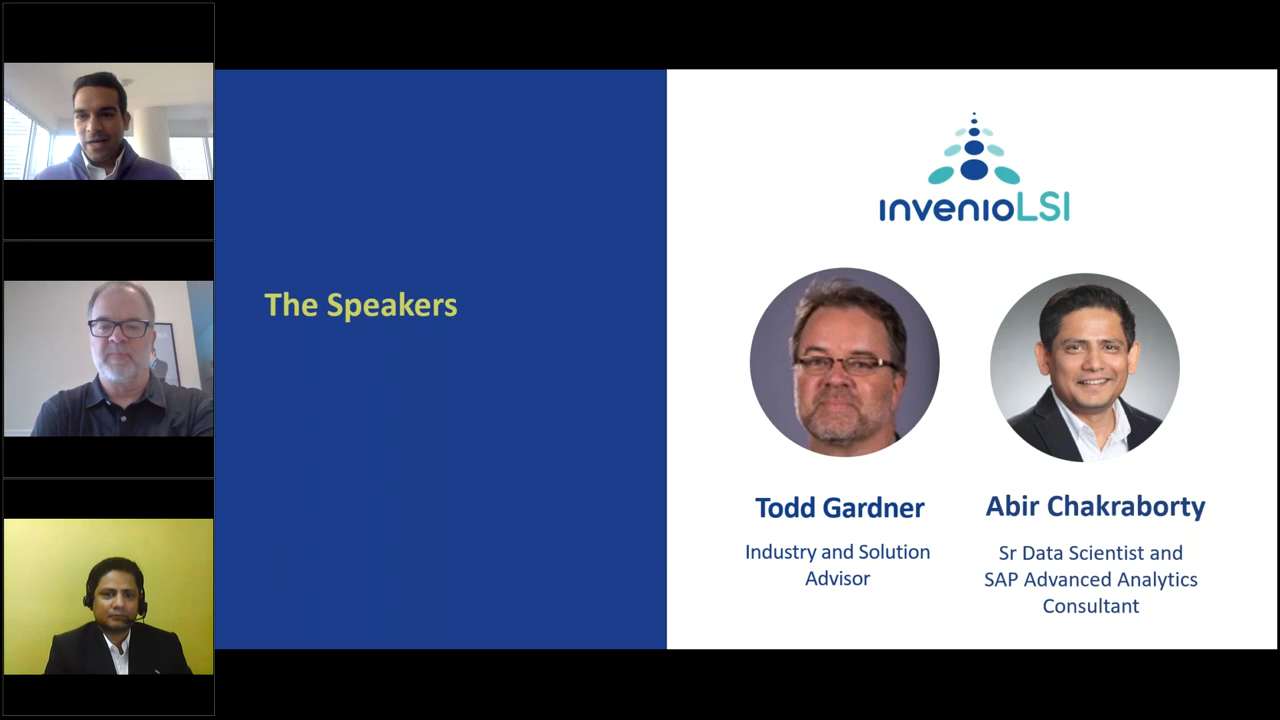 The Speakers
invenioLSI
Todd Gardner
Industry and Solution
Advisor
Abir Chakraborty
Sr Data Scientist and
SAP Advanced Analytics
Consultant